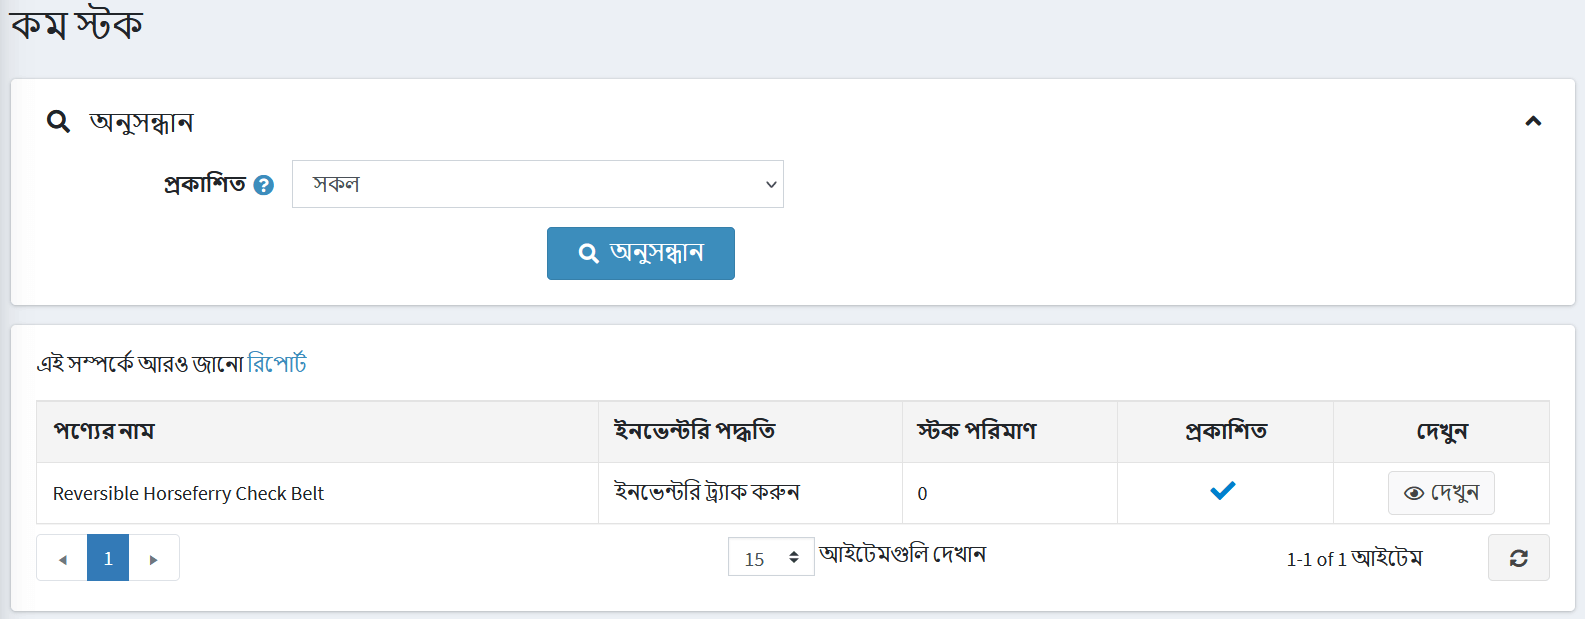 কম স্টক
অনুসন্ধান
প্রকাশিত ? সকল
অনুসন্ধান
এই সম্পর্কে আরও জানো রিপোর্ট
পণ্যের নাম ইনভেন্টরি পদ্ধতি স্টক পরিমাণ প্রকাশিত দেখুন
Reversible Horseferry Check Belt ইনভেন্টরি ট্র্যাক করুন 0 দেখুন
1 15 আইটেমগুলি দেখান 1-1 of 1 আইটেম